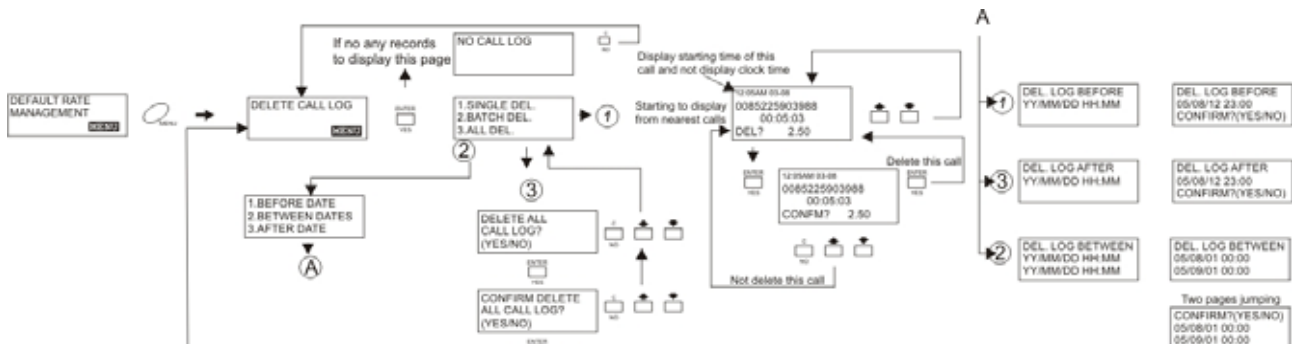 DEFAULT RATE
MANAGEMENT
MENU
MENU
DELETE CALL LOG
MENU
If no any records
to display this page
ENTER
YES
NO CALL LOG
C
NO
1.SINGLE DEL.
2.BATCH DEL.
3.ALL DEL.
1
2
3
1.BEFORE DATE
2.BETWEEN DATES
3.AFTER DATE
A
DELETE ALL
CALL LOG?
(YES/NO)
C
NO
ENTER
YES
CONFIRM DELETE
ALL CALL LOG?
(YES/NO)
C
NO
ENTER
Display starting time of this
call and not display clock time
Starting to display
from nearest calls
12:05AM 03-08
0085225903988
00:05:03
DEL? 2.50
ENTER
YES
12:05AM 03-08
0085225903988
00:05:03
CONFM? 2.50
Delete this call
ENTER
YES
C
NO
Not delete this call
A
1
DEL. LOG BEFORE
YY/MM/DD HH:MM
DEL. LOG BEFORE
05/08/12 23:00
CONFIRM?(YES/NO)
3
DEL. LOG AFTER
YY/MM/DD HH:MM
DEL. LOG AFTER
05/08/12 23:00
CONFIRM?(YES/NO)
2
DEL. LOG BETWEEN
YY/MM/DD HH:MM
YY/MM/DD HH:MM
DEL. LOG BETWEEN
05/08/01 00:00
05/09/01 00:00
Two pages jumping
CONFIRM?(YES/NO)
05/08/01 00:00
05/09/01 00:00